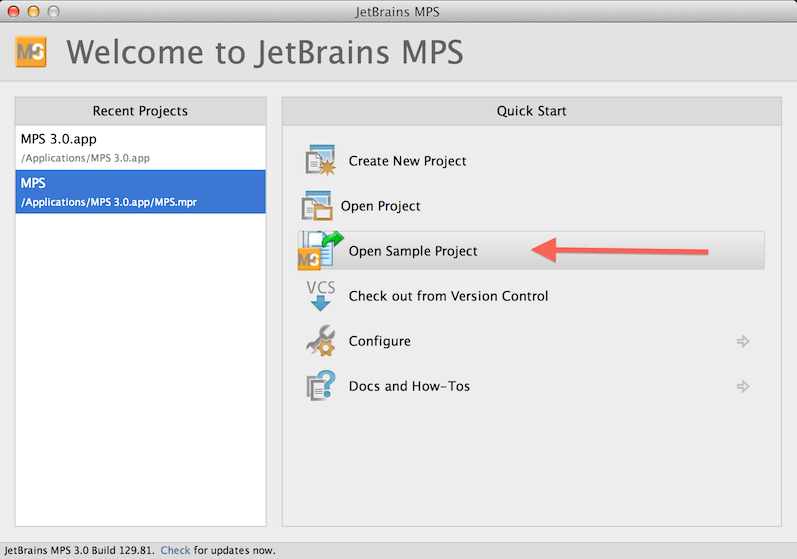 JetBrains MPS
MPS
Welcome to JetBrains MPS
Recent Projects
MPS 3.0.app
/Applications/MPS 3.0.app
MPS
/Applications/MPS 3.0.app/MPS.mpr
Quick Start
Create New Project
Open Project
MPS
Open Sample Project
VCS
Check out from Version Control
Configure
?
Docs and How-Tos
JetBrains MPS 3.0 Build 129.81. Check for updates now.